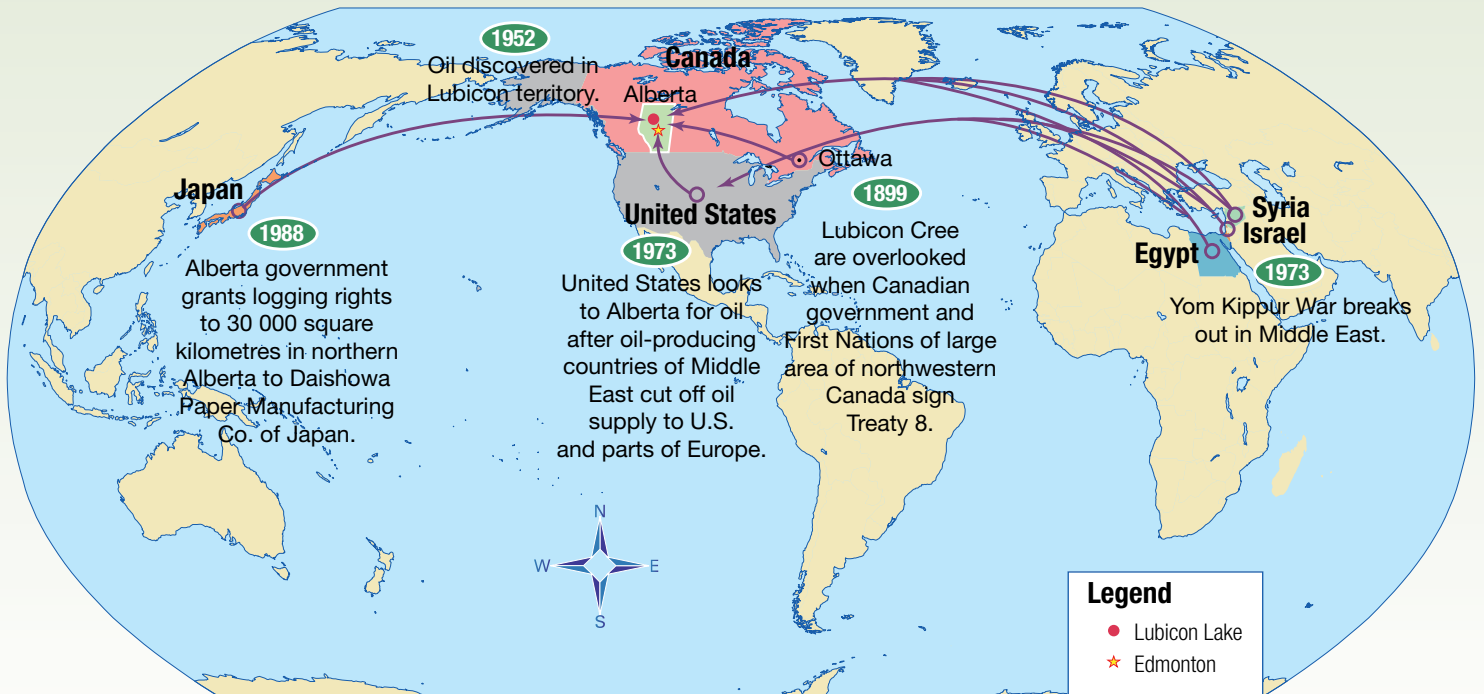 1952
Oil discovered in
Lubicon territory.
Canada
Alberta
Ottawa
Japan
1988
Alberta government
grants logging rights
to 30 000 square
kilometres in northern
Alberta to Daishowa
Paper Manufacturing
Co. of Japan.
United States
1973
United States looks
to Alberta for oil
after oil-producing
countries of Middle
East cut off oil
supply to U.S.
and parts of Europe.
1899
Lubicon Cree
are overlooked
when Canadian
government and
First Nations of large
area of northwestern
Canada sign
Treaty 8.
Syria
Israel
Egypt
1973
Yom Kippur War breaks
out in Middle East.
N
W
E
S
Legend
Lubicon Lake
Edmonton